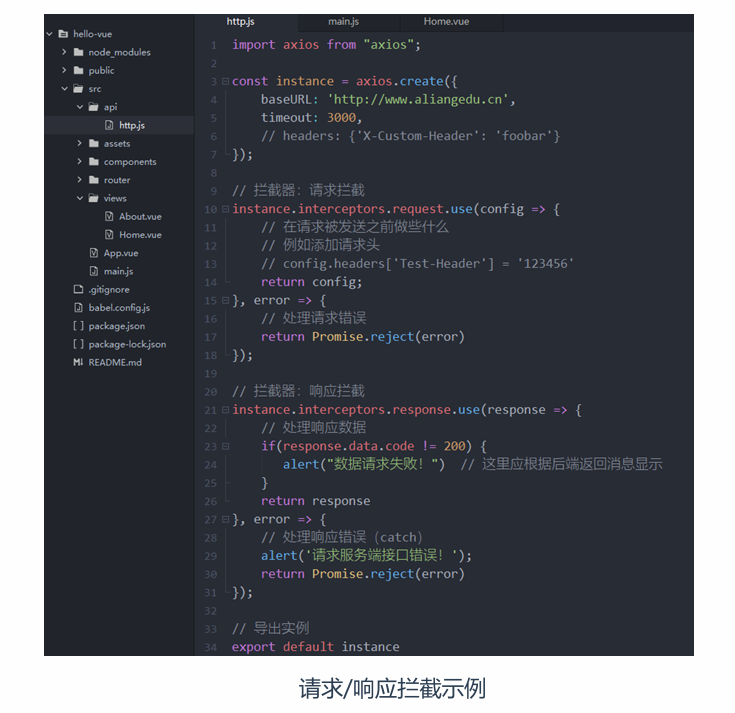 hello-vue
node_modules
public
src
api
http.js
assets
components
router
views
About.vue
Home.vue
App.vue
main.js
.gitignore
babel.config.js
package.json
package-lock.json
README.md
http.js main.js Home.vue
1 import axios from "axios";
2
3 const instance = axios.create({
4 baseURL: 'http://www.aliangedu.cn',
5 timeout: 3000,
6 // headers: {'X-Custom-Header': 'foobar'}
7 });
8
9 // 拦截器：请求拦截
10 instance.interceptors.request.use(config => {
11 // 在请求被发送之前做些什么
12 // 例如添加请求头
13 // config.headers['Test-Header'] = '123456'
14 return config;
15 }, error => {
16 // 处理请求错误
17 return Promise.reject(error)
18 });
19
20 // 拦截器：响应拦截
21 instance.interceptors.response.use(response => {
22 // 处理响应数据
23 if(response.data.code != 200) {
24 alert("数据请求失败！") // 这里应根据后端返回消息显示
25 }
26 return response
27 }, error => {
28 // 处理响应错误（catch）
29 alert('请求服务端接口错误！');
30 return Promise.reject(error)
31 });
32
33 // 导出实例
34 export default instance
请求/响应拦截示例